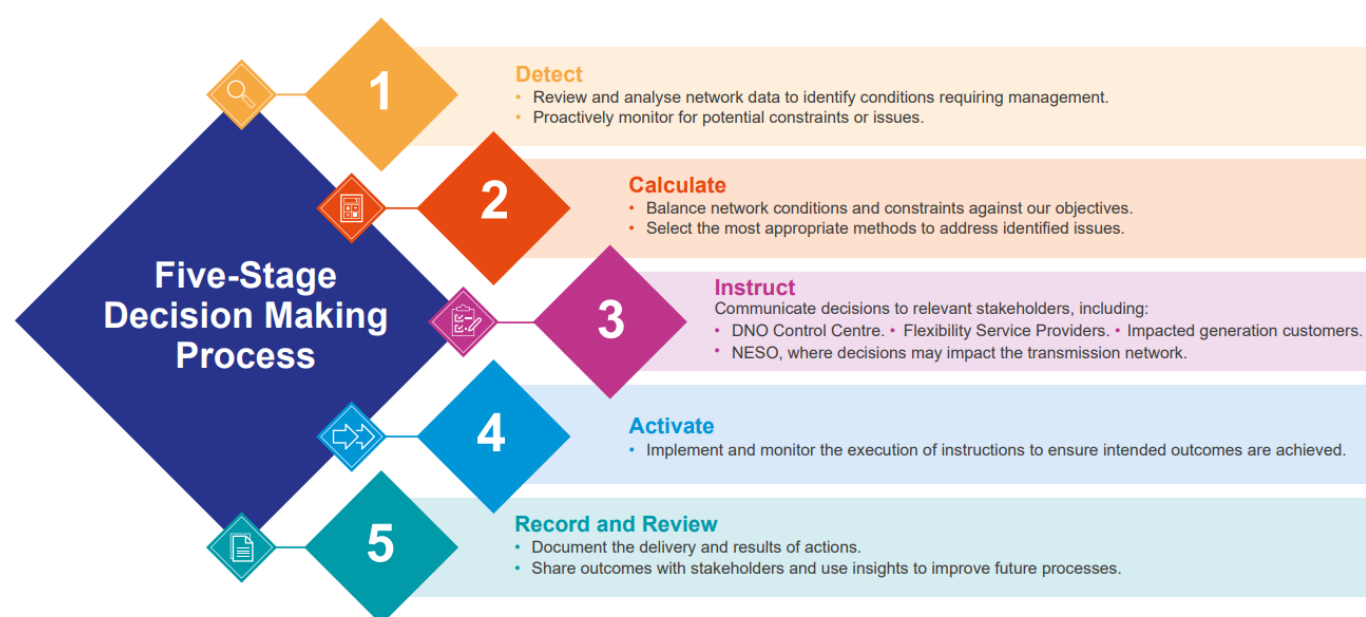 Five-Stage
Decision Making
Process
1
Detect
• Review and analyse network data to identify conditions requiring management.
• Proactively monitor for potential constraints or issues.
2
Calculate
• Balance network conditions and constraints against our objectives.
• Select the most appropriate methods to address identified issues.
3
Instruct
Communicate decisions to relevant stakeholders, including:
• DNO Control Centre. • Flexibility Service Providers. • Impacted generation customers.
• NESO, where decisions may impact the transmission network.
4
Activate
• Implement and monitor the execution of instructions to ensure intended outcomes are achieved.
5
Record and Review
• Document the delivery and results of actions.
• Share outcomes with stakeholders and use insights to improve future processes.